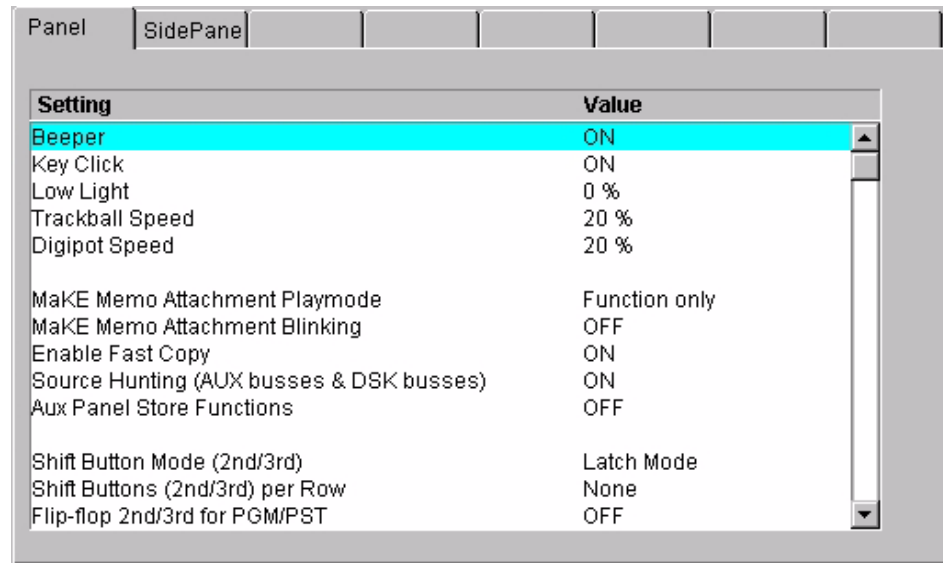 Panel SidePane
Setting Value
Beeper ON
Key Click ON
Low Light 0 %
Trackball Speed 20 %
Digipot Speed 20 %
MaKE Memo Attachment Playmode Function only
MaKE Memo Attachment Blinking OFF
Enable Fast Copy ON
Source Hunting (AUX busses & DSK busses) ON
Aux Panel Store Functions OFF
Shift Button Mode (2nd/3rd) Latch Mode
Shift Buttons (2nd/3rd) per Row None
Flip-flop 2nd/3rd for PGM/PST OFF